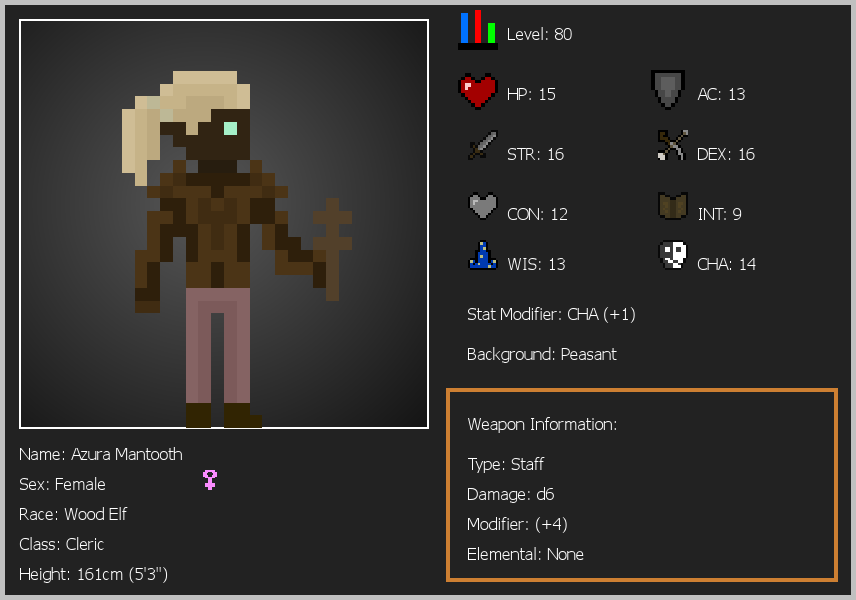 Level: 80
HP: 15
AC: 13
STR: 16
DEX: 16
CON: 12
INT: 9
WIS: 13
CHA: 14
Stat Modifier: CHA (+1)
Background: Peasant
Weapon Information:
Type: Staff
Damage: d6
Modifier: (+4)
Elemental: None
Name: Azura Mantooth
Sex: Female
Race: Wood Elf
Class: Cleric
Height: 161cm (5'3")